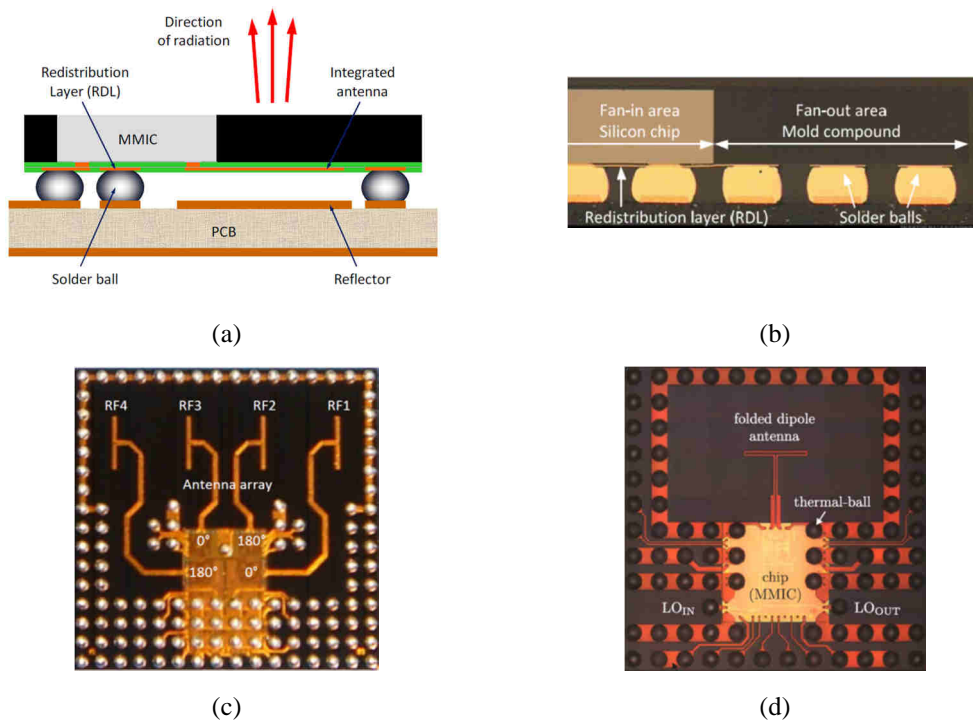 Direction
of radiation
Redistribution
Layer (RDL)
Integrated
antenna
MMIC
PCB
Solder ball
Reflector
(a)
Fan-in area
Silicon chip
Fan-out area
Mold compound
Redistribution layer (RDL)
Solder balls
(b)
RF4
RF3
RF2
RF1
Antenna array
0°
180°
180°
0°
(c)
folded dipole
antenna
thermal-ball
chip
(MMIC)
LOIN
LOOUT
(d)